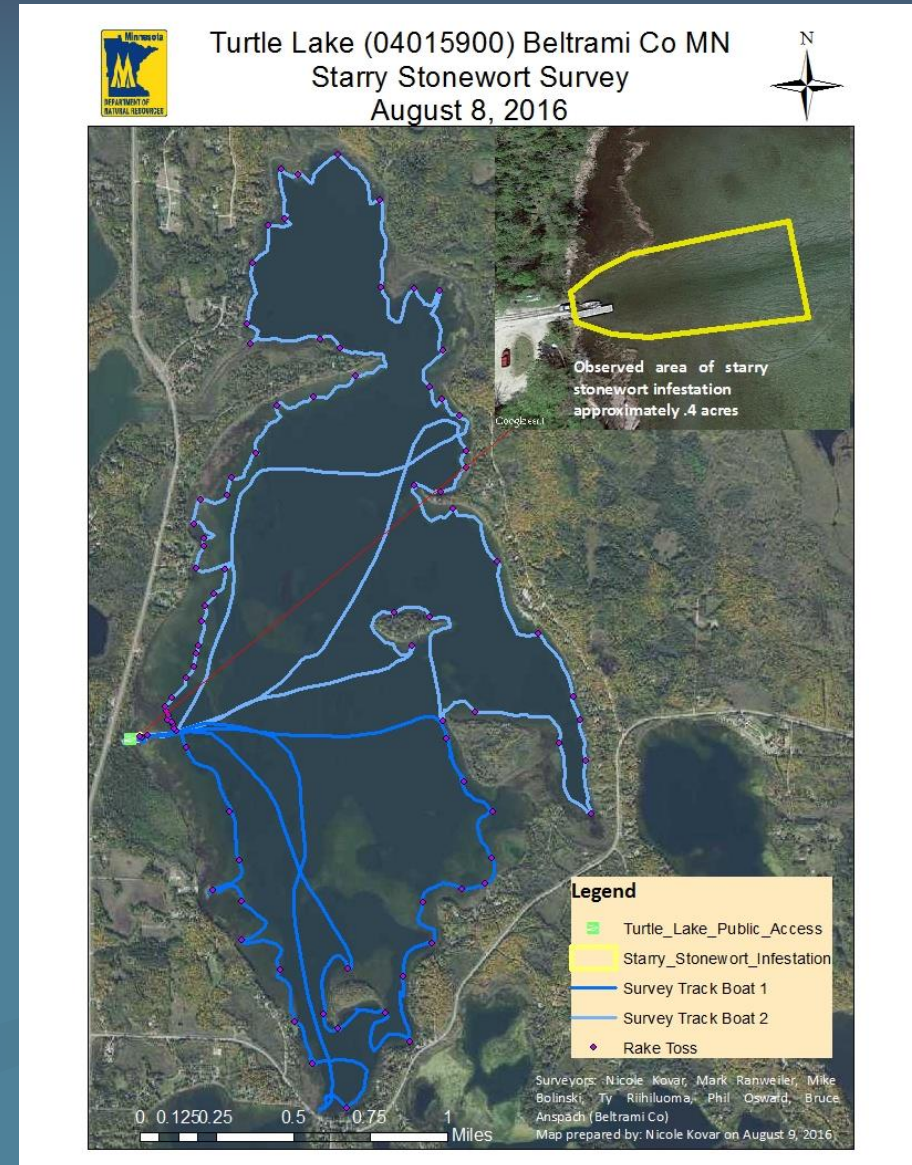 Minnesota
DEPARTMENT OF
NATURAL RESOURCES
Turtle Lake (04015900) Beltrami Co MN
Starry Stonewort Survey
August 8, 2016
N
Observed area of starry
stonewort infestation
approximately .4 acres
Google earth
Legend
Turtle_Lake_Public_Access
Starry_Stonewort_Infestation
Survey Track Boat 1
Survey Track Boat 2
Rake Toss
Surveyors: Nicole Kovar, Mark Ranweiler, Mike
Bolinski, Ty Riihiluoma, Phil Oswald, Bruce
Anspach (Beltrami Co)
Map prepared by: Nicole Kovar on August 9, 2016
0 0.125 0.25 0.5 0.75 1
Miles